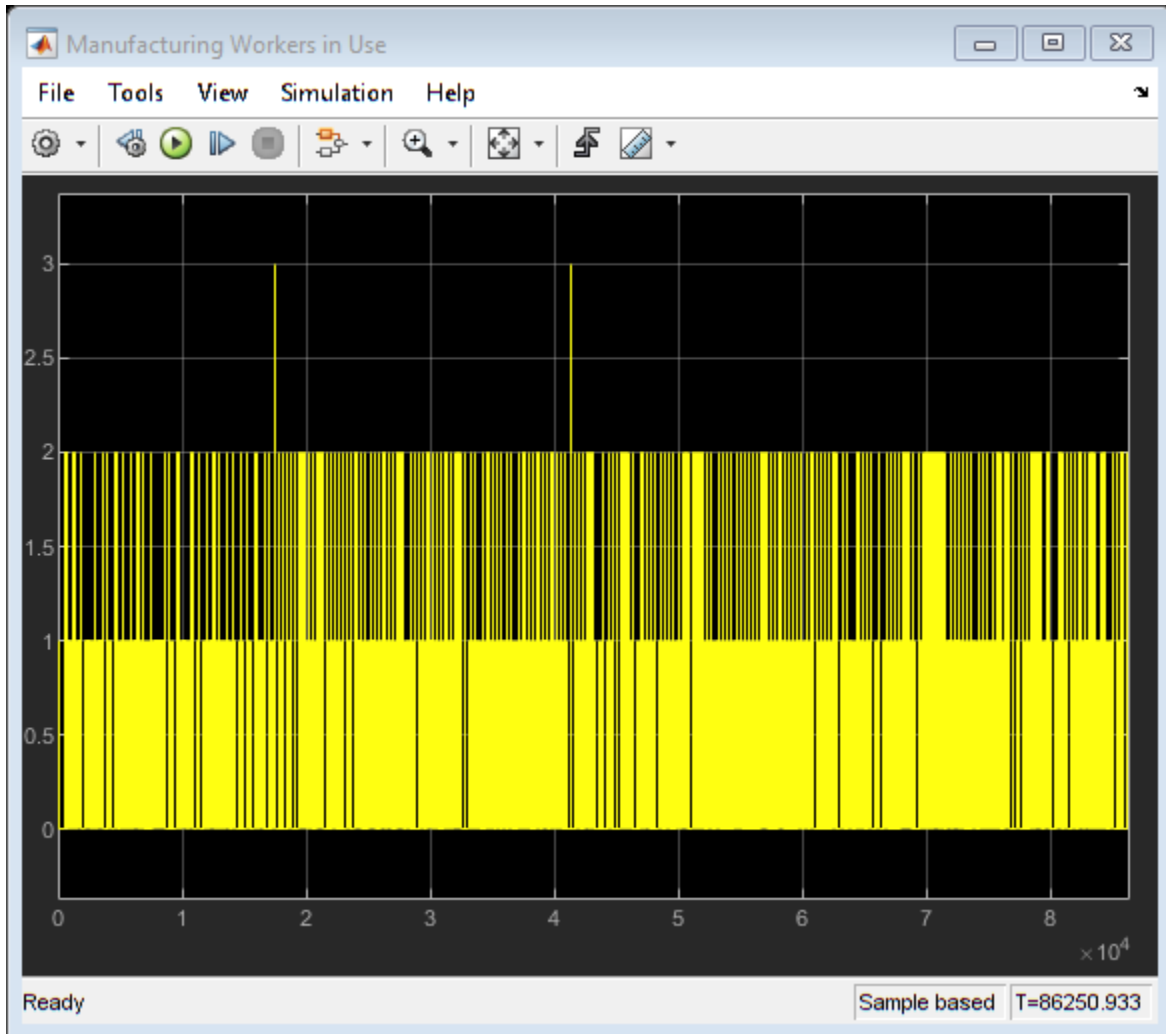 Manufacturing Workers in Use
File Tools View Simulation Help
3
2.5
2
1.5
1
0.5
0
0 1 2 3 4 5 6 7 8
×10⁴
Ready Sample based T=86250.933